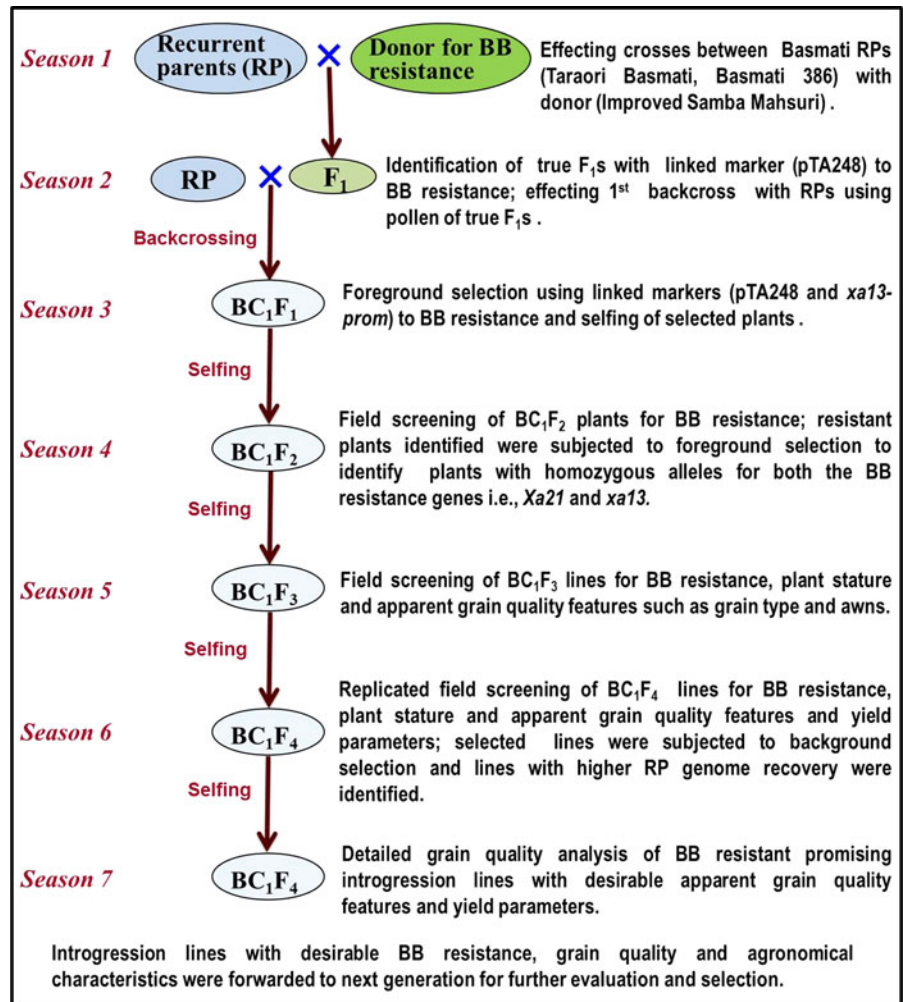 Season 1
Recurrent
parents (RP)
Donor for BB
resistance
Effecting crosses between Basmati RPs
(Taraori Basmati, Basmati 386) with
donor (Improved Samba Mahsuri) .
Season 2
RP
F1
Identification of true F1s with linked marker (pTA248) to
BB resistance; effecting 1st backcross with RPs using
pollen of true F1s .
Backcrossing
Season 3
BC1F1
Foreground selection using linked markers (pTA248 and xa13-
prom) to BB resistance and selfing of selected plants .
Selfing
Season 4
BC1F2
Field screening of BC1F2 plants for BB resistance; resistant
plants identified were subjected to foreground selection to
identify plants with homozygous alleles for both the BB
resistance genes i.e., Xa21 and xa13.
Selfing
Season 5
BC1F3
Field screening of BC1F3 lines for BB resistance, plant stature
and apparent grain quality features such as grain type and awns.
Selfing
Season 6
BC1F4
Replicated field screening of BC1F4 lines for BB resistance,
plant stature and apparent grain quality features and yield
parameters; selected lines were subjected to background
selection and lines with higher RP genome recovery were
identified.
Selfing
Season 7
BC1F4
Detailed grain quality analysis of BB resistant promising
introgression lines with desirable apparent grain quality
features and yield parameters.
Introgression lines with desirable BB resistance, grain quality and agronomical
characteristics were forwarded to next generation for further evaluation and selection.